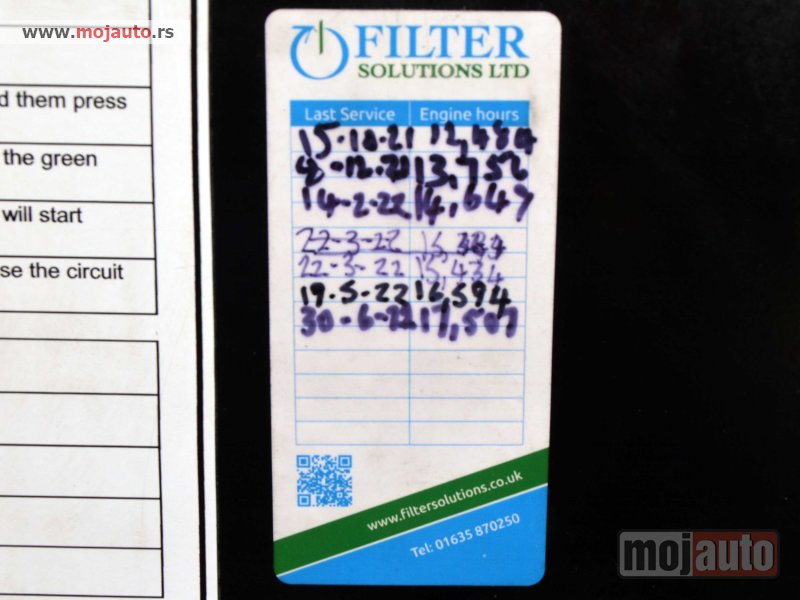 www.mojauto.rs
d them press
the green
will start
se the circuit
FILTER
SOLUTIONS LTD
Last Service Engine hours
15-10-21 12,484
8-12-21 13,752
14-2-22 14,647
22-3-22
22-3-22 15,434
19.5-22 16,594
30-6-22 17,507
www.filtersolutions.co.uk
Tel: 01635 870250
mojauto